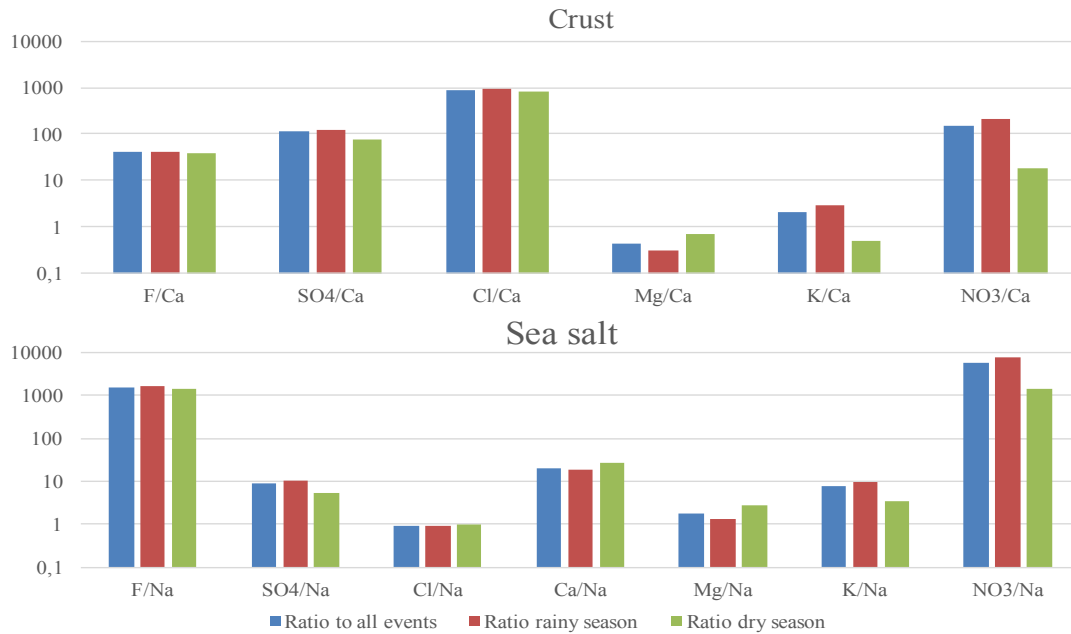 Crust
10000
1000
100
10
1
0,1
F/Ca SO4/Ca Cl/Ca Mg/Ca K/Ca NO3/Ca
Sea salt
10000
1000
100
10
1
0,1
F/Na SO4/Na Cl/Na Ca/Na Mg/Na K/Na NO3/Na
Ratio to all events Ratio rainy season Ratio dry season